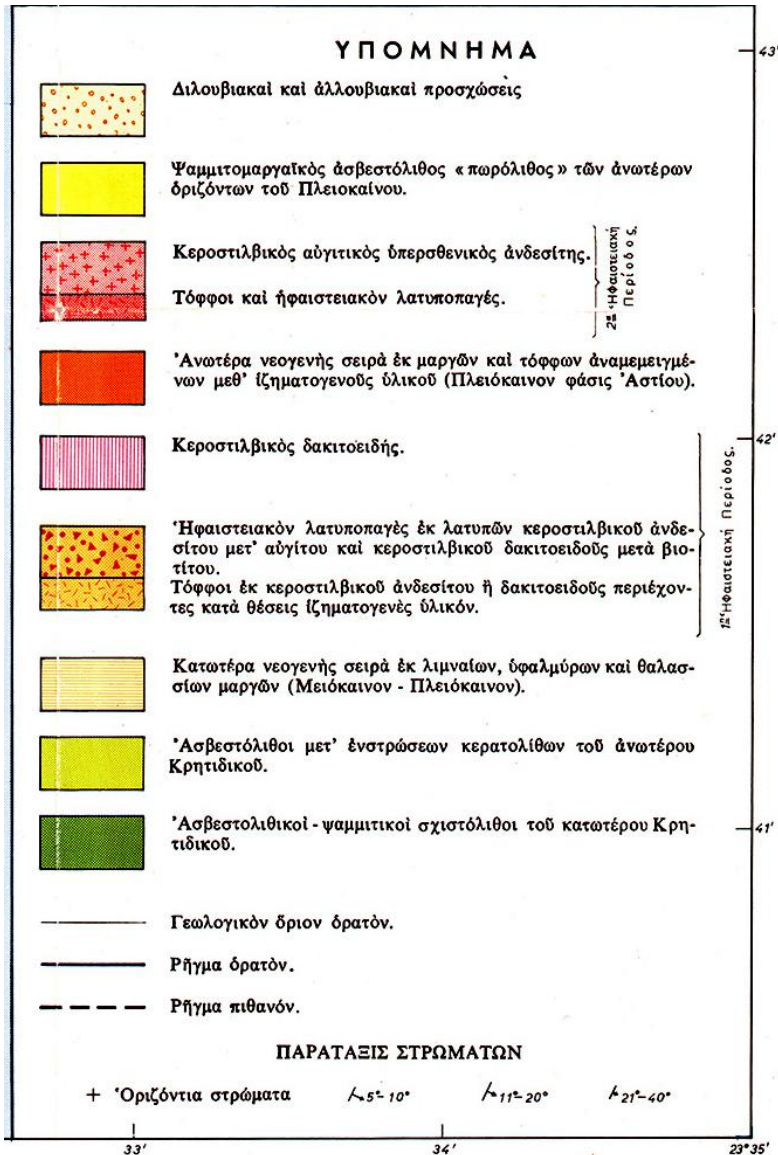 ΥΠΟΜΝΗΜΑ
43'
Διλουβιακαὶ καὶ ἀλλουβιακαὶ προσχώσεις
Ψαμμιτομαργαϊκὸς ἀσβεστόλιθος «πωρόλιθος» τῶν ἀνωτέρων
ὁριζόντων τοῦ Πλειοκαίνου.
Κεροστιλβικὸς αὐγιτικὸς ὑπερσθενικὸς ἀνδεσίτης.
Τόφφοι καὶ ἡφαιστειακὸν λατυποπαγές.
2α Ἡφαιστειακὴ
Περίοδος.
Ἀνωτέρα νεογενὴς σειρὰ ἐκ μαργῶν καὶ τόφφων ἀναμεμειγμέ-
νων μεθ' ἱζηματογενοῦς ὑλικοῦ (Πλειόκαινον φάσις Ἀστίου).
42'
Κεροστιλβικὸς δακιτοειδής.
Ἡφαιστειακὸν λατυποπαγὲς ἐκ λατυπῶν κεροστιλβικοῦ ἀνδε-
σίτου μετ' αὐγίτου καὶ κεροστιλβικοῦ δακιτοειδοῦς μετὰ βιο-
τίτου.
Τόφφοι ἐκ κεροστιλβικοῦ ἀνδεσίτου ἢ δακιτοειδοῦς περιέχον-
τες κατὰ θέσεις ἱζηματογενὲς ὑλικόν.
1η Ἡφαιστειακὴ Περίοδος.
Κατωτέρα νεογενὴς σειρὰ ἐκ λιμναίων, ὑφαλμύρων καὶ θαλασ-
σίων μαργῶν (Μειόκαινον - Πλειόκαινον).
Ἀσβεστόλιθοι μετ' ἐνστρώσεων κερατολίθων τοῦ ἀνωτέρου
Κρητιδικοῦ.
Ἀσβεστολιθικοὶ - ψαμμιτικοὶ σχιστόλιθοι τοῦ κατωτέρου Κρη-
τιδικοῦ.
41'
Γεωλογικὸν ὅριον ὁρατόν.
Ρῆγμα ὁρατόν.
Ρῆγμα πιθανόν.
ΠΑΡΑΤΑΞΙΣ ΣΤΡΩΜΑΤΩΝ
+ Ὁριζόντια στρώματα 5°-10° 11°-20° 21°-40°
33' 34' 23°35'